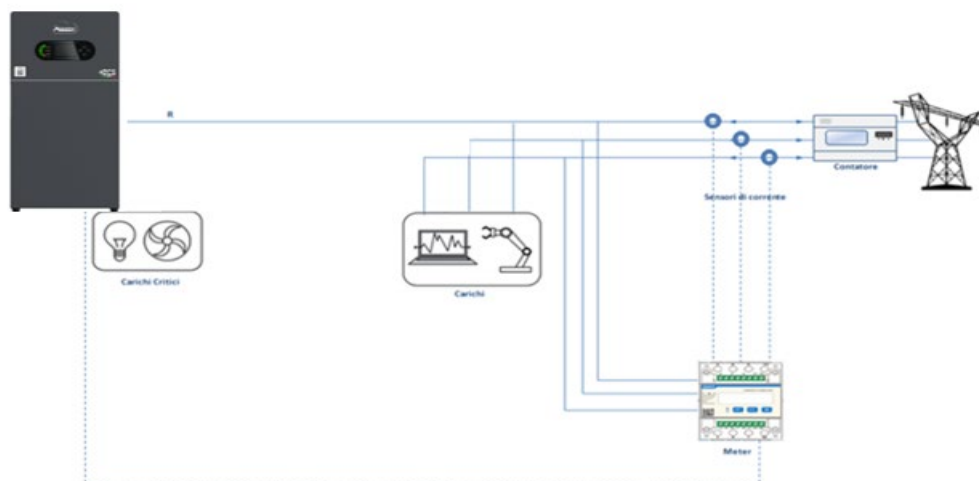 R
Contatore
Sensori di corrente
Carichi Critici
Carichi
Meter